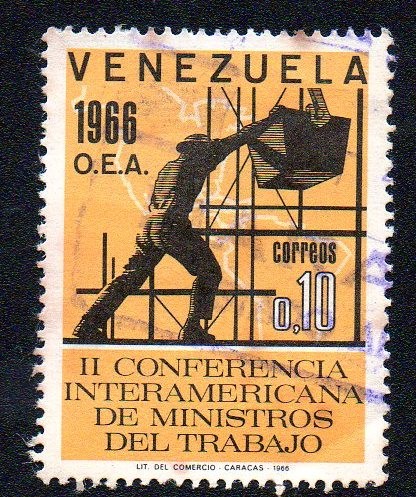 VENEZUELA
1966
O.E.A.
correos
0,10
II CONFERENCIA
INTERAMERICANA
DE MINISTROS
DEL TRABAJO
LIT. DEL COMERCIO - CARACAS - 1966